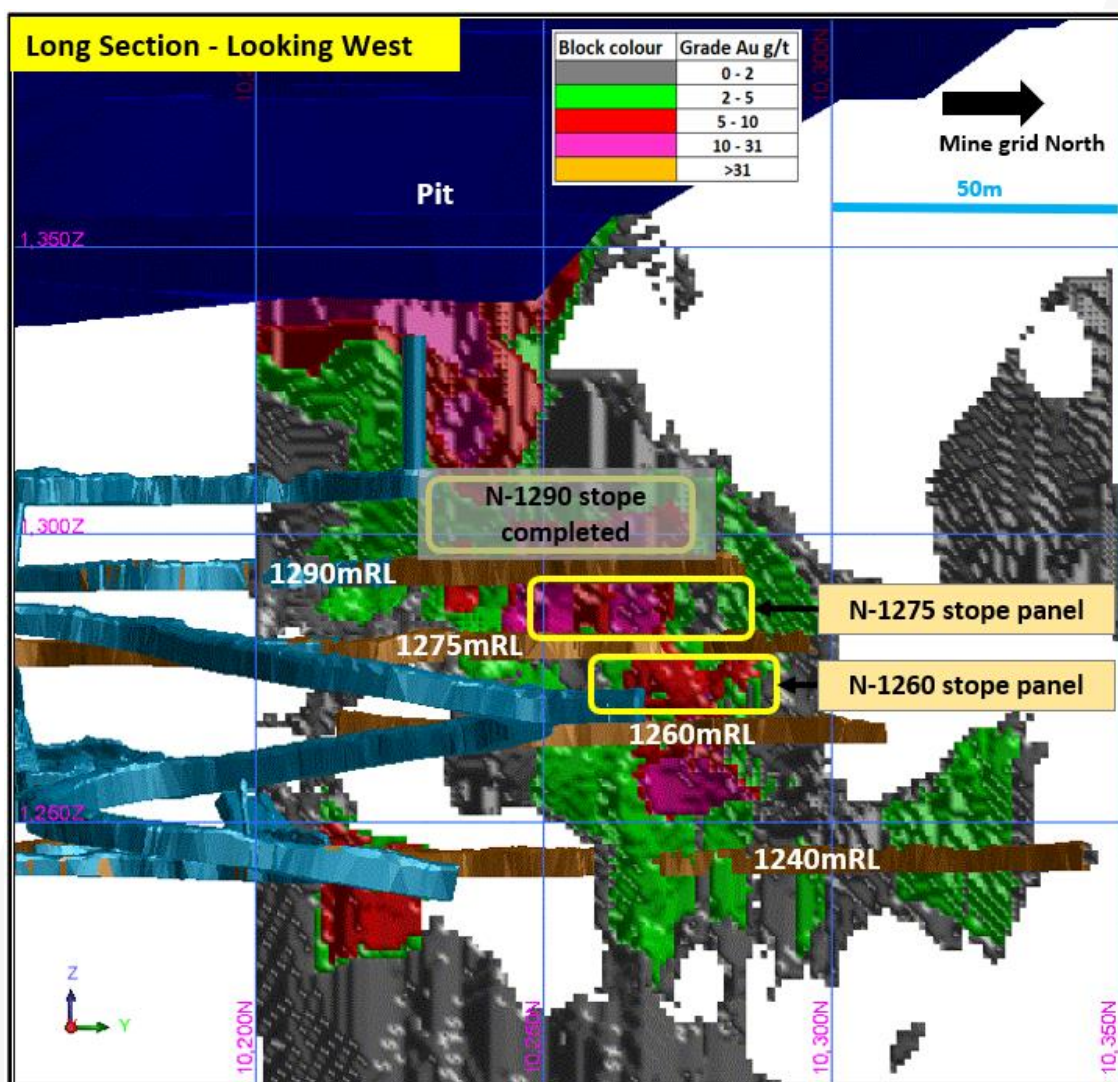 Long Section - Looking West
Block colour Grade Au g/t
0 - 2
2 - 5
5 - 10
10 - 31
>31
10,300N
Mine grid North
50m
Pit
1,350Z
N-1290 stope
completed
1,300Z
1290mRL
N-1275 stope panel
1275mRL
N-1260 stope panel
1260mRL
1,250Z
1240mRL
Z
Y
10,200N
10,250N
10,300N
10,350N